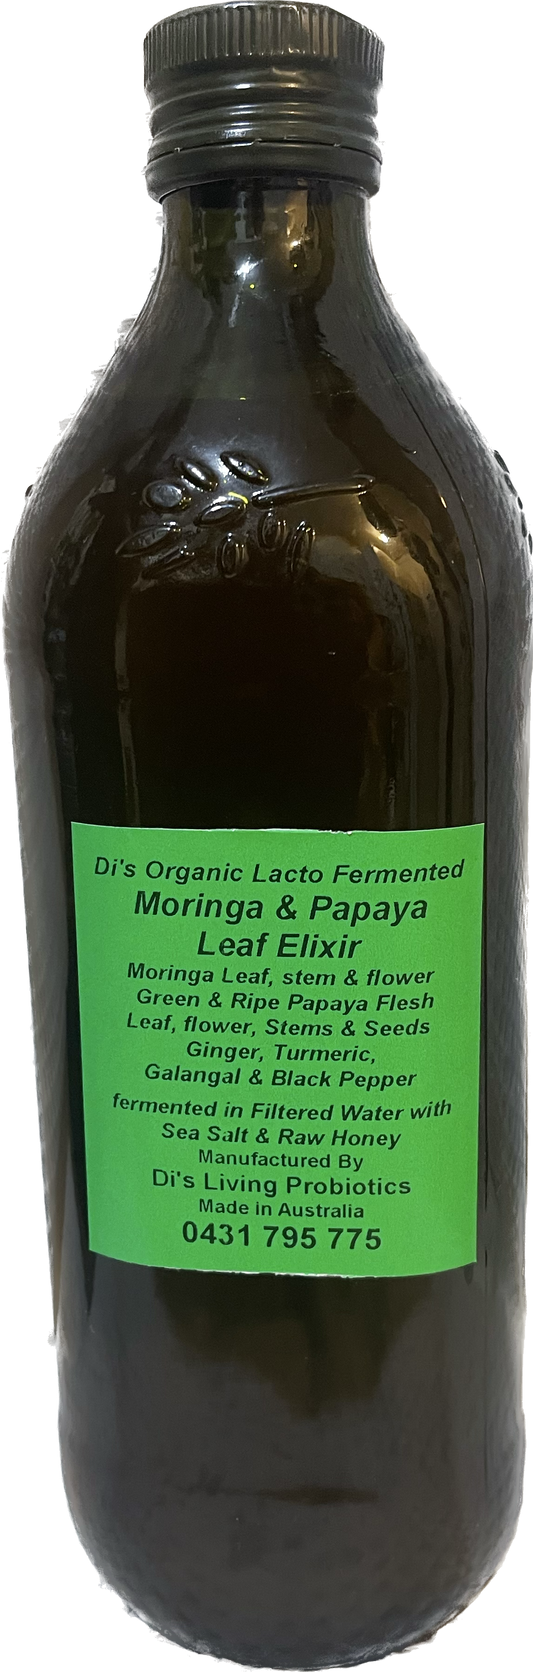 Di's Organic Lacto Fermented
Moringa & Papaya
Leaf Elixir
Moringa Leaf, stem & flower
Green & Ripe Papaya Flesh
Leaf, flower, Stems & Seeds
Ginger, Turmeric,
Galangal & Black Pepper
fermented in Filtered Water with
Sea Salt & Raw Honey
Manufactured By
Di's Living Probiotics
Made in Australia
0431 795 775